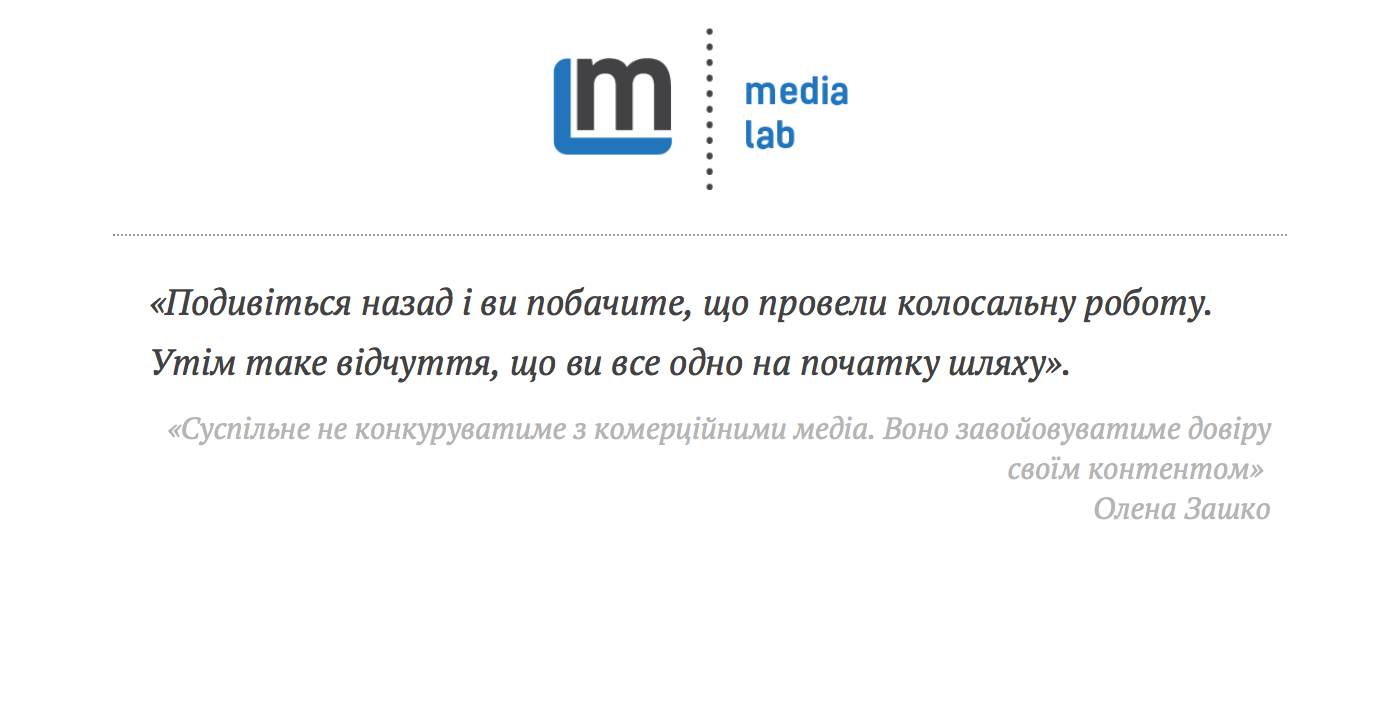 m
media
lab
«Подивіться назад і ви побачите, що провели колосальну роботу.
Утім таке відчуття, що ви все одно на початку шляху».
«Суспільне не конкуруватиме з комерційними медіа. Воно завойовуватиме довіру
своїм контентом»
Олена Зашко